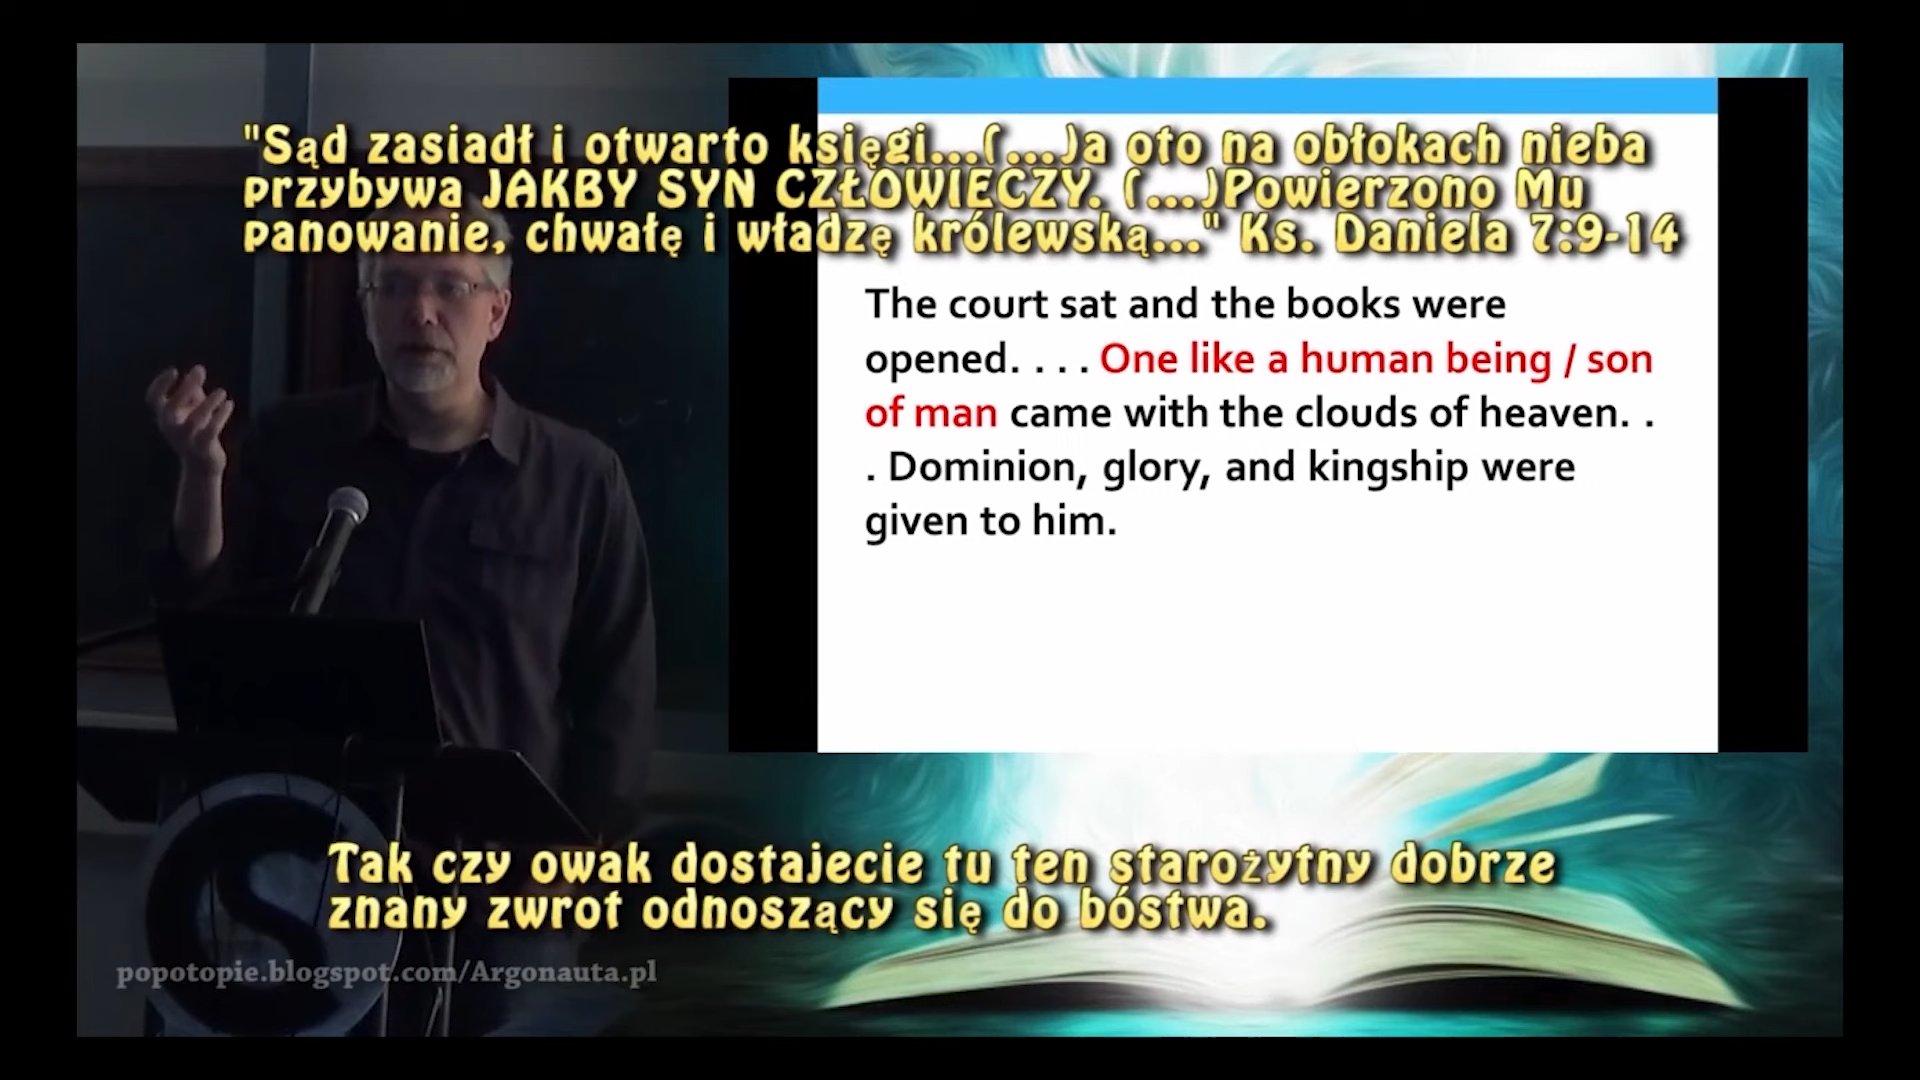 "Sąd zasiadł i otwarto księgi...(...)a oto na obłokach nieba
przybywa JAKBY SYN CZŁOWIECZY. (...)Powierzono Mu
panowanie, chwałę i władzę królewską..." Ks. Daniela 7:9-14
The court sat and the books were
opened. . . . One like a human being / son
of man came with the clouds of heaven. .
. Dominion, glory, and kingship were
given to him.
Tak czy owak dostajecie tu ten starożytny dobrze
znany zwrot odnoszący się do bóstwa.
popotopie.blogspot.com/Argonauta.pl